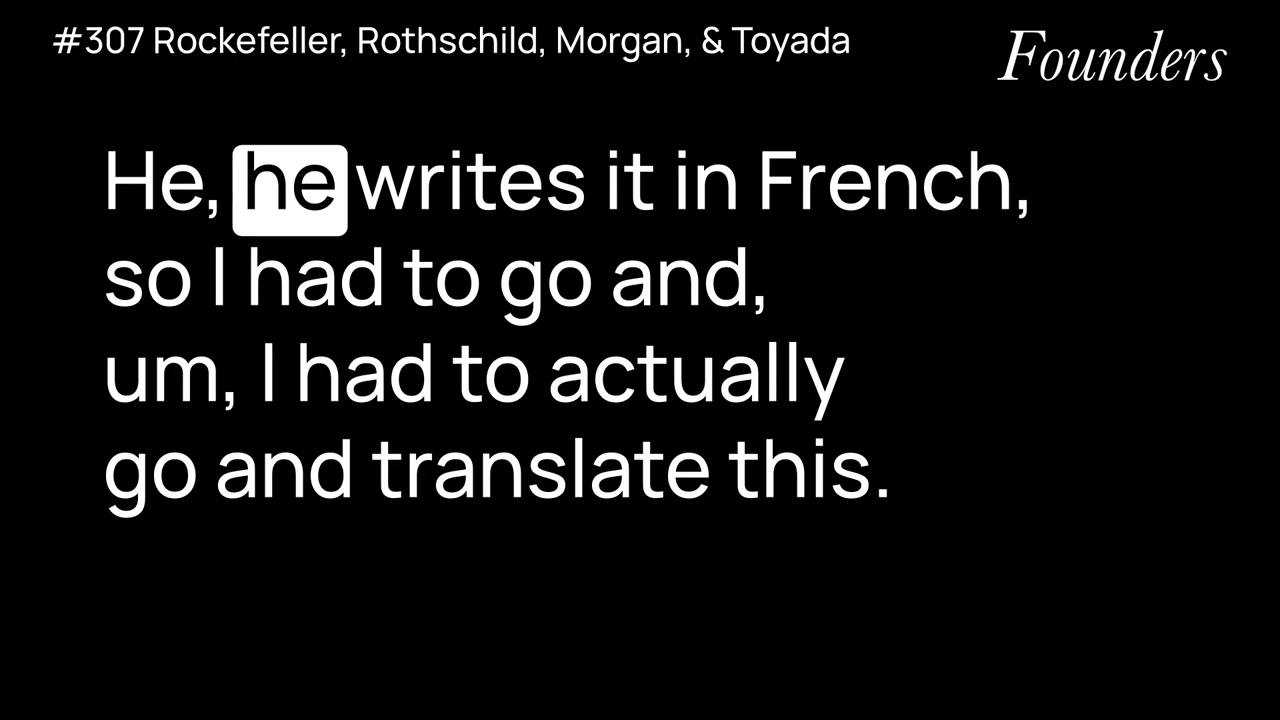 #307 Rockefeller, Rothschild, Morgan, & Toyada
Founders
He, he writes it in French,
so I had to go and,
um, I had to actually
go and translate this.